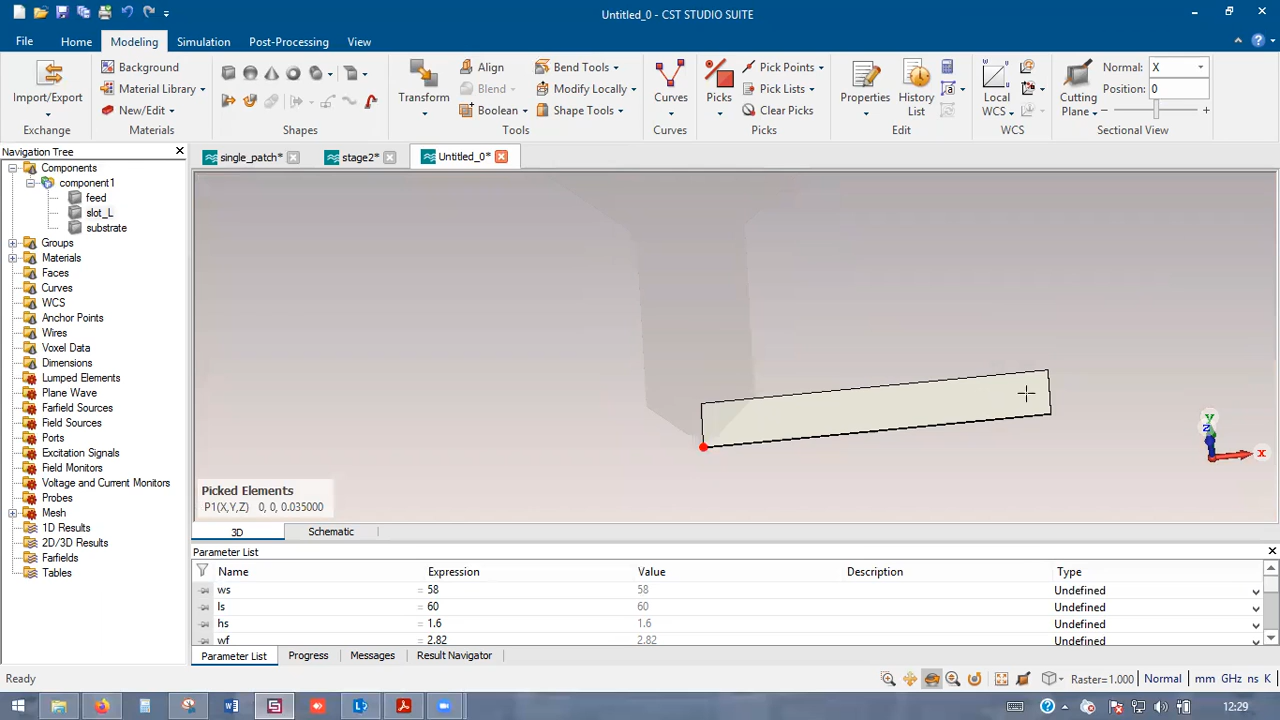 Untitled_0 - CST STUDIO SUITE
File Home Modeling Simulation Post-Processing View
Import/Export
Exchange
Background
Material Library
New/Edit
Materials
Shapes
Transform
Align
Blend
Boolean
Bend Tools
Modify Locally
Shape Tools
Tools
Curves
Curves
Picks
Pick Points
Pick Lists
Clear Picks
Picks
Properties
History List
Edit
Local WCS
WCS
Cutting Plane
Normal: X
Position: 0
Sectional View
Navigation Tree
single_patch*
stage2*
Untitled_0*
Components
component1
feed
slot_L
substrate
Groups
Materials
Faces
Curves
WCS
Anchor Points
Wires
Voxel Data
Dimensions
Lumped Elements
Plane Wave
Farfield Sources
Field Sources
Ports
Excitation Signals
Field Monitors
Voltage and Current Monitors
Probes
Mesh
1D Results
2D/3D Results
Farfields
Tables
y
z
x
Picked Elements
P1(X,Y,Z) 0, 0, 0.035000
3D Schematic
Parameter List
Name Expression Value Description Type
ws = 58 58 Undefined
ls = 60 60 Undefined
hs = 1.6 1.6 Undefined
wf = 2.82 2.82 Undefined
Parameter List Progress Messages Result Navigator
Ready
Raster=1.000 Normal mm GHz ns K
12:29